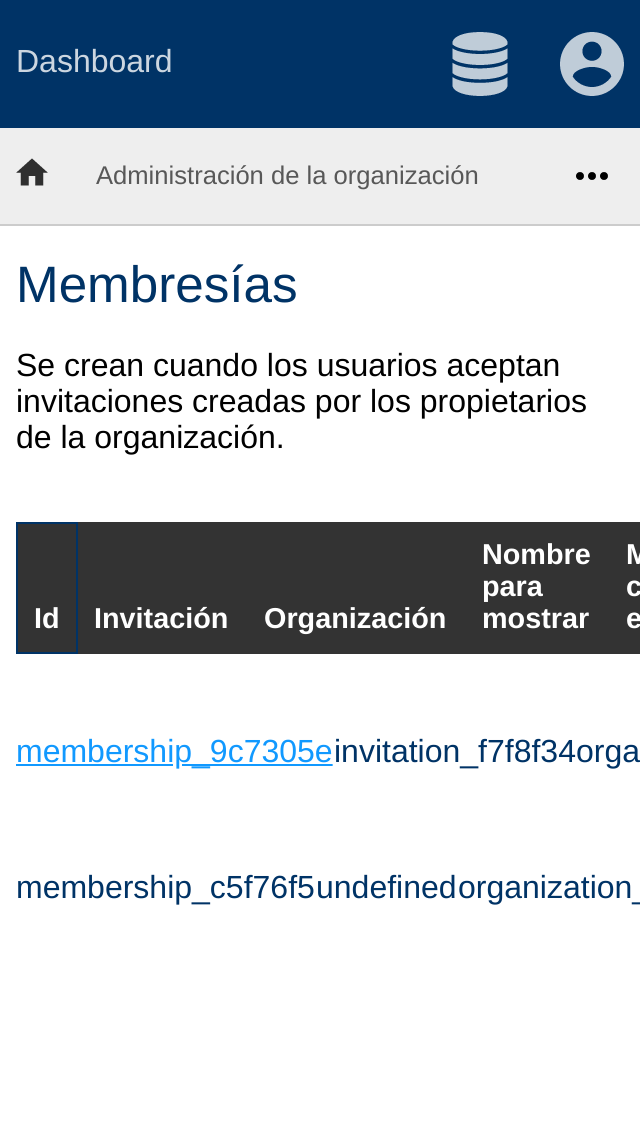 Dashboard
Administración de la organización
Membresías
Se crean cuando los usuarios aceptan
invitaciones creadas por los propietarios
de la organización.
Id Invitación Organización Nombre para mostrar
membership_9c7305e invitation_f7f8f34 orga
membership_c5f76f5 undefined organization_